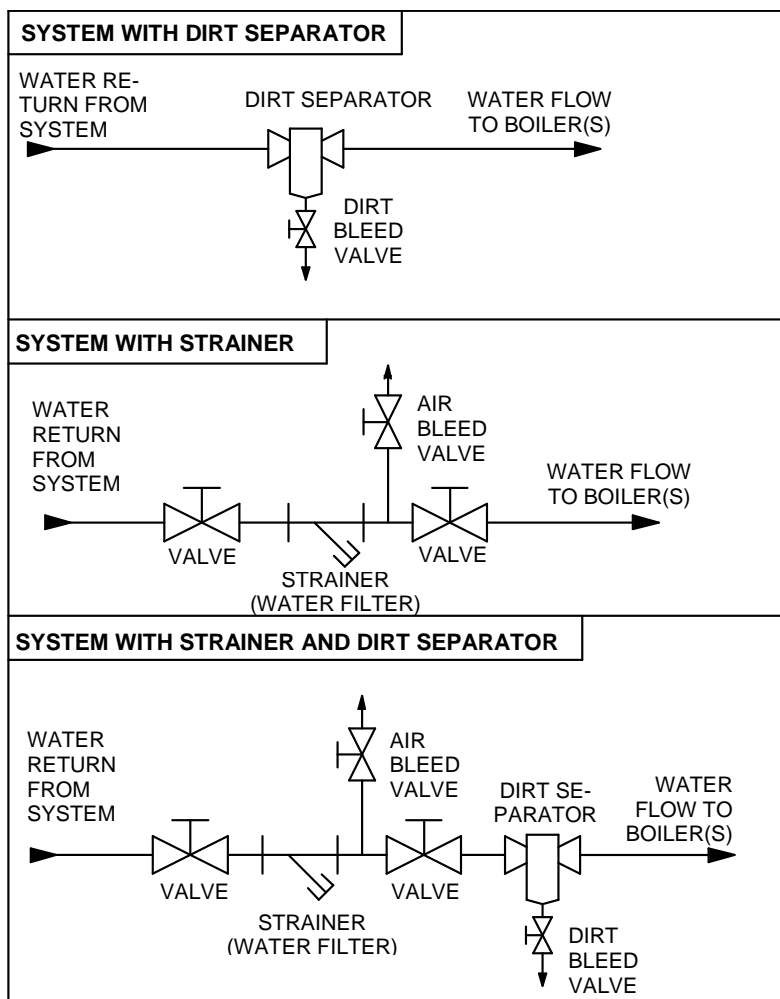 SYSTEM WITH DIRT SEPARATOR
WATER RE-
TURN FROM
SYSTEM
DIRT SEPARATOR
WATER FLOW
TO BOILER(S)
DIRT
BLEED
VALVE
SYSTEM WITH STRAINER
WATER
RETURN
FROM
SYSTEM
AIR
BLEED
VALVE
WATER FLOW
TO BOILER(S)
VALVE
VALVE
STRAINER
(WATER FILTER)
SYSTEM WITH STRAINER AND DIRT SEPARATOR
WATER
RETURN
FROM
SYSTEM
AIR
BLEED
VALVE
DIRT SE-
PARATOR
WATER
FLOW TO
BOILER(S)
VALVE
VALVE
STRAINER
(WATER FILTER)
DIRT
BLEED
VALVE